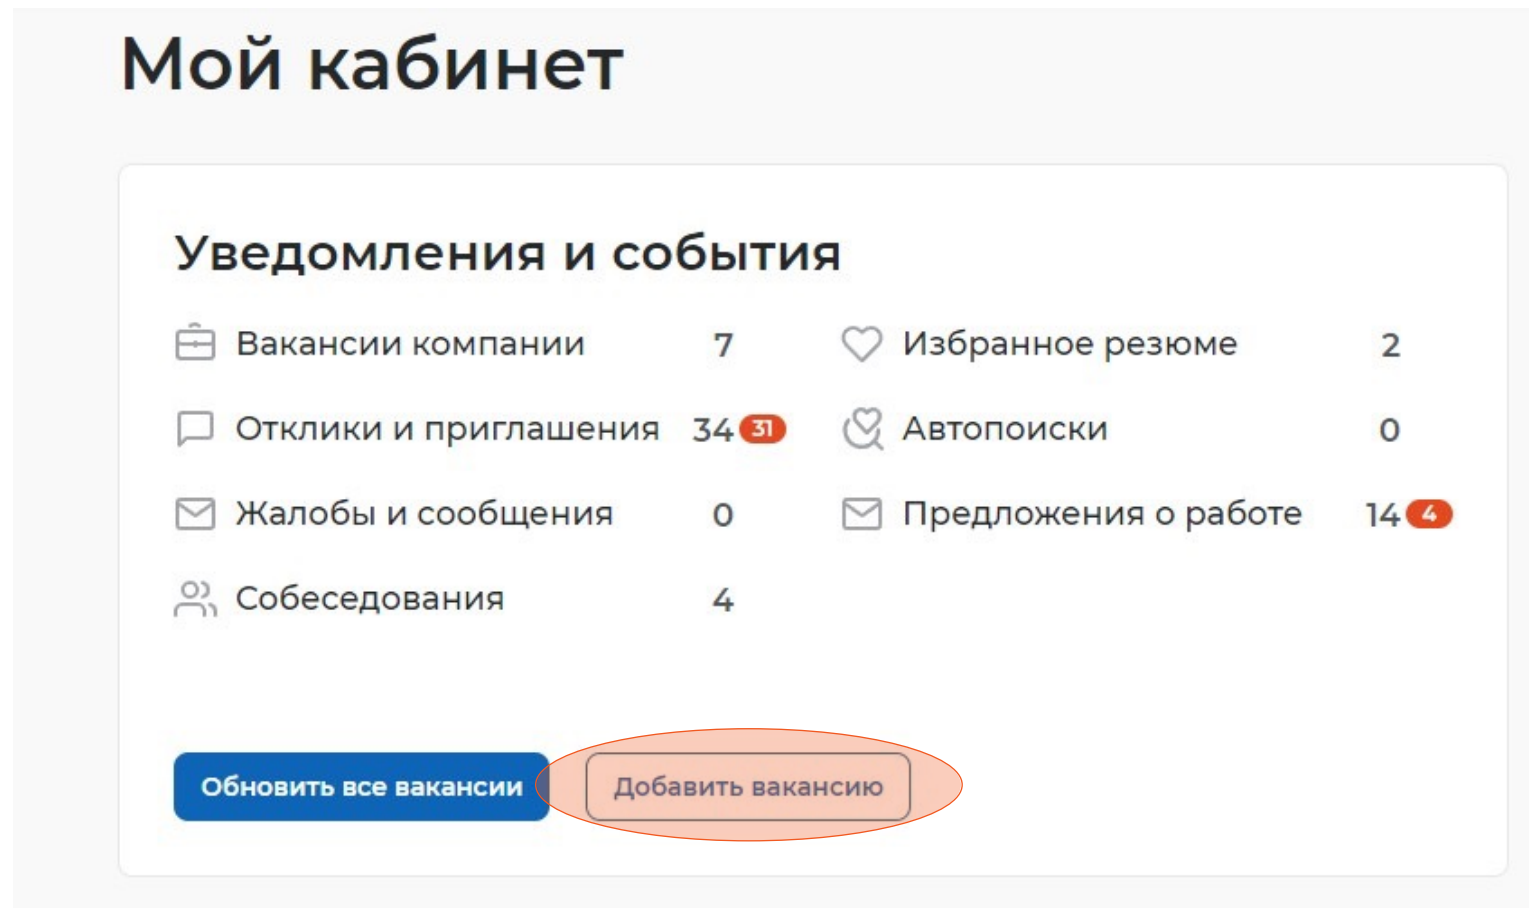 Мой кабинет
Уведомления и события
Вакансии компании 7
Избранное резюме 2
Отклики и приглашения 34 31
Автопоиски 0
Жалобы и сообщения 0
Предложения о работе 14 4
Собеседования 4
Обновить все вакансии
Добавить вакансию